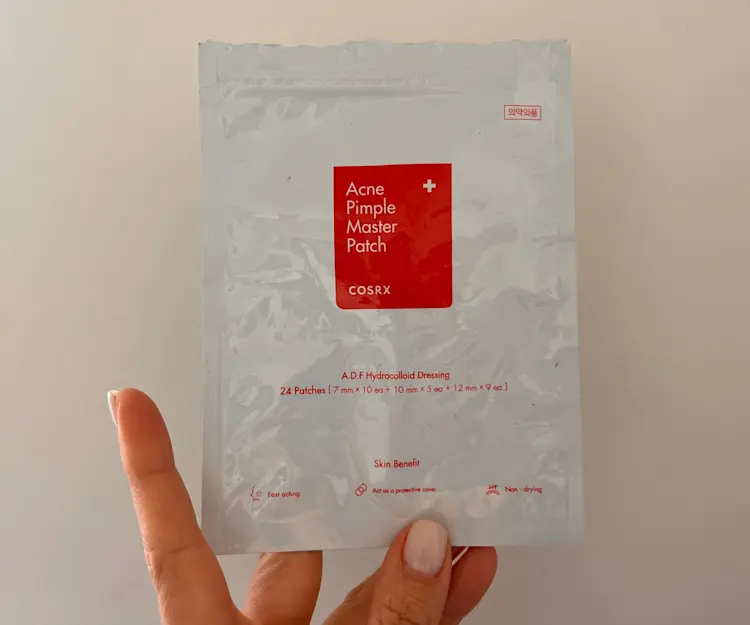 의약외품
Acne
Pimple
Master
Patch
COSRX
A.D.F Hydrocolloid Dressing
24 Patches [ 7 mm × 10 ea + 10 mm × 5 ea + 12 mm × 9 ea ]
Skin Benefit
Fast acting
Act as a protective cover
Non - drying